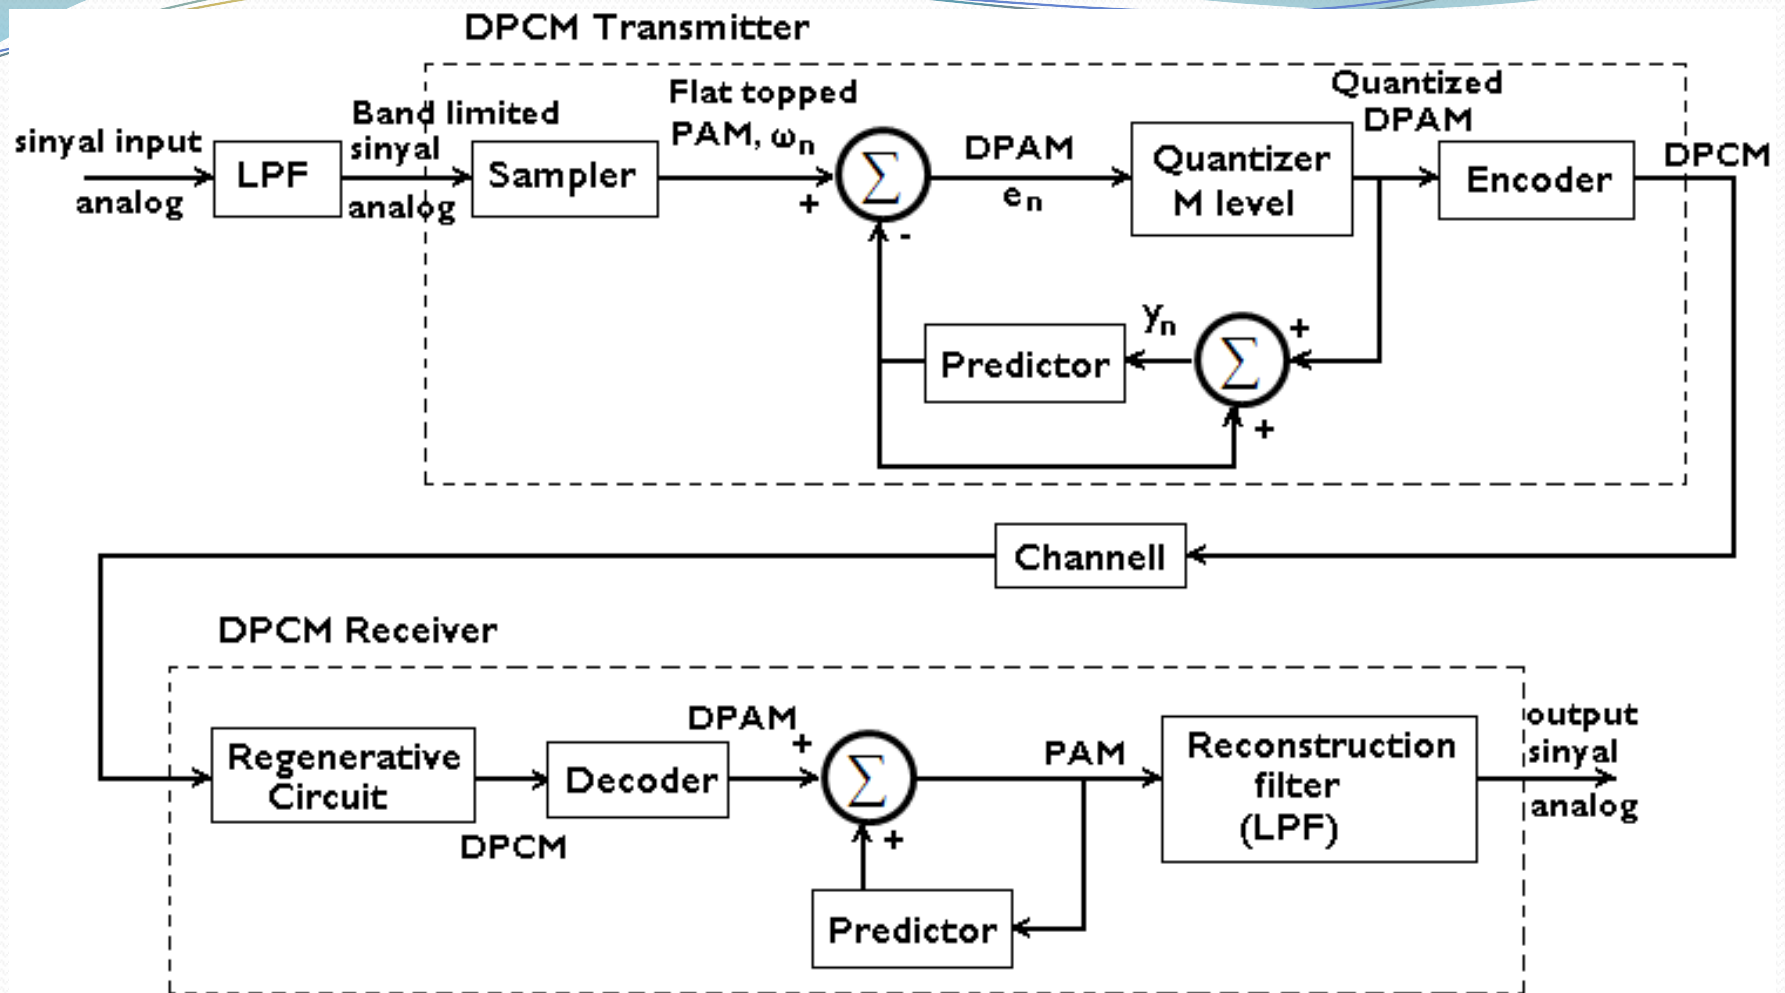 DPCM Transmitter
sinyal input
analog
LPF
Band limited
sinyal
analog
Sampler
Flat topped
PAM, ωn
+
-
∑
DPAM
en
Quantizer
M level
Quantized
DPAM
Encoder
DPCM
Predictor
yn
∑
+
+
Channell
DPCM Receiver
Regenerative
Circuit
DPCM
Decoder
DPAM
+
∑
+
Predictor
PAM
Reconstruction
filter
(LPF)
output
sinyal
analog